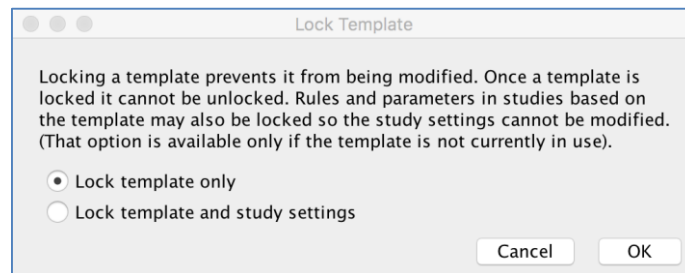 Lock Template
Locking a template prevents it from being modified. Once a template is
locked it cannot be unlocked. Rules and parameters in studies based on
the template may also be locked so the study settings cannot be modified.
(That option is available only if the template is not currently in use).
Lock template only
Lock template and study settings
Cancel OK